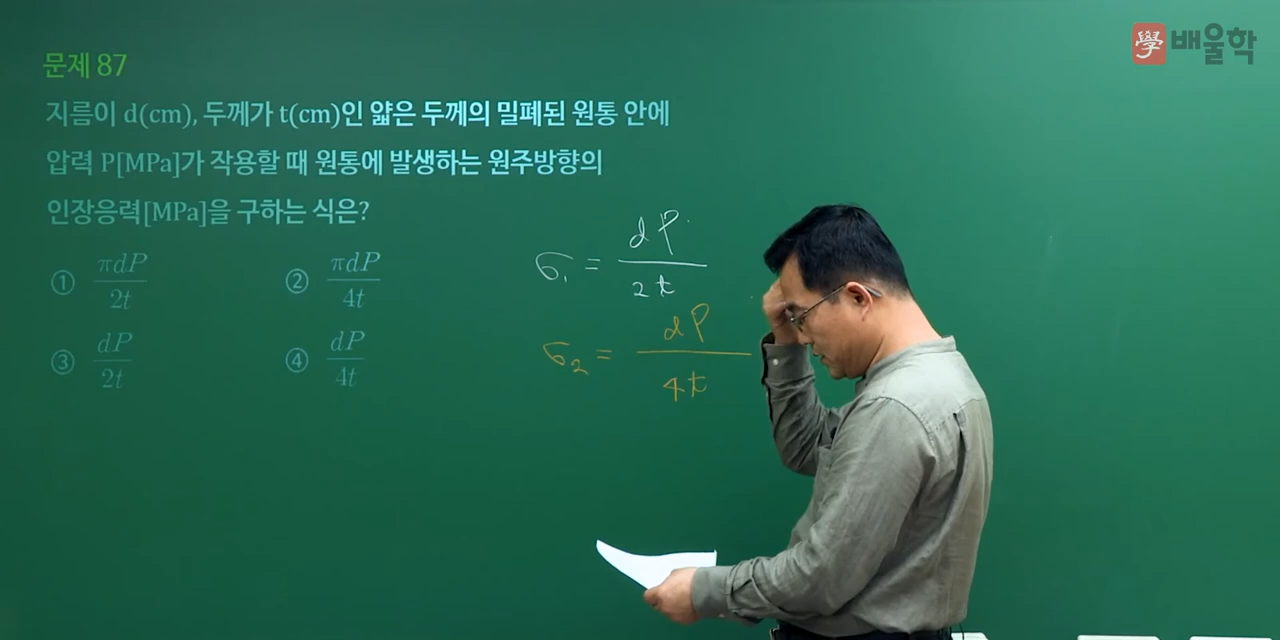 學 배울학
문제 87
지름이 d(cm), 두께가 t(cm)인 얇은 두께의 밀폐된 원통 안에
압력 P[MPa]가 작용할 때 원통에 발생하는 원주방향의
인장응력[MPa]을 구하는 식은?
① πdP/2t ② πdP/4t
③ dP/2t ④ dP/4t
σ₁ = dP/2t
σ₂ = dP/4t